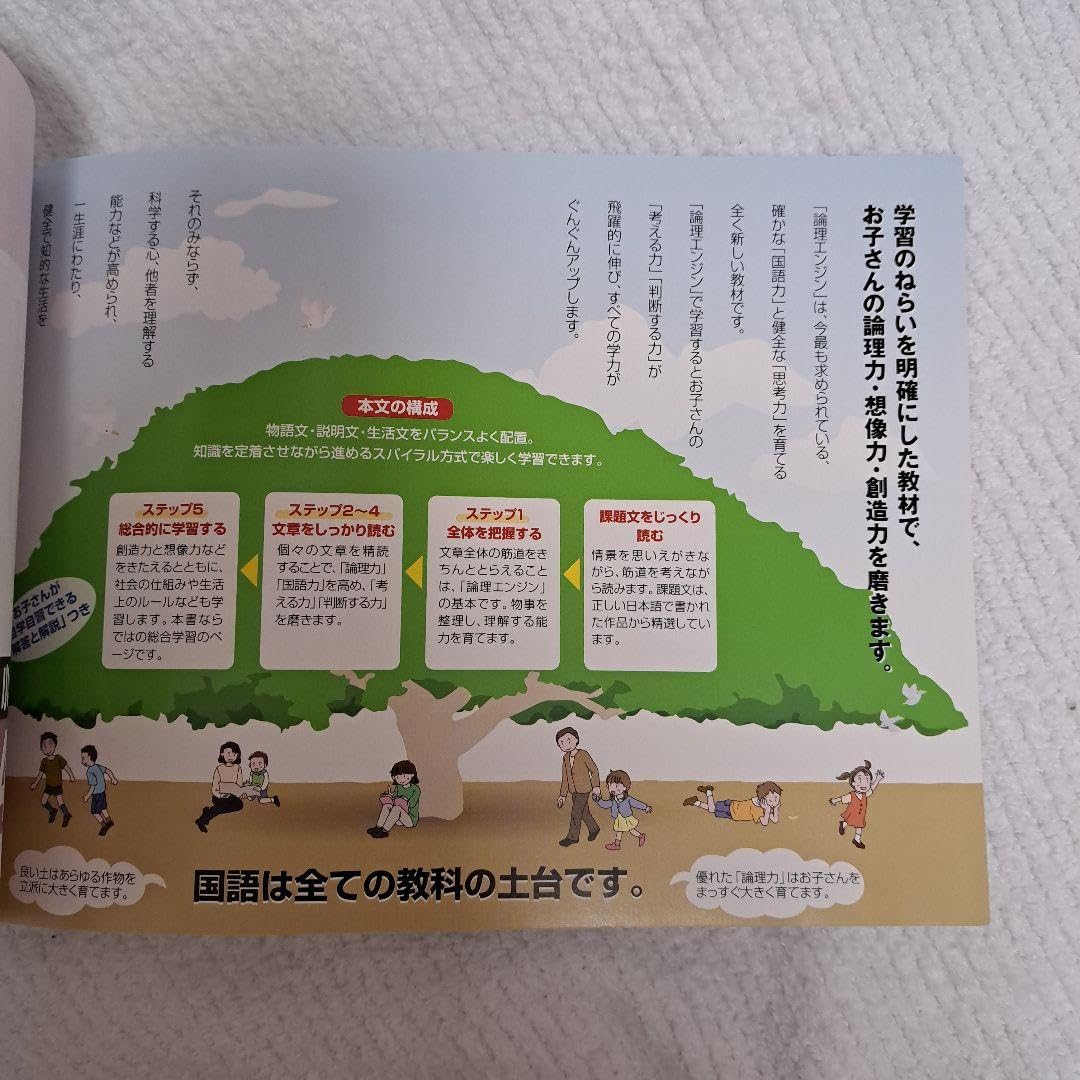 学習のねらいを明確にした教材で、
お子さんの論理力・想像力・創造力を磨きます。
「論理エンジン」は、今最も求められている、
確かな「国語力」と健全な「思考力」を育てる
全く新しい教材です。
「論理エンジン」で学習するとお子さんの
「考える力」「判断する力」が
飛躍的に伸び、すべての学力が
ぐんぐんアップします。
それのみならず、
科学する心、他者を理解する
能力などが高められ、
一生涯にわたり、
健全で知的な生活を
本文の構成
物語文・説明文・生活文をバランスよく配置。
知識を定着させながら進めるスパイラル方式で楽しく学習できます。
課題文をじっくり
読む
情景を思いえがきな
がら、筋道を考えなが
ら読みます。課題文は、
正しい日本語で書かれ
た作品から精選してい
ます。
ステップ1
全体を把握する
文章全体の筋道をき
ちんととらえること
は、「論理エンジン」
の基本です。物事を
整理し、理解する能
力を育てます。
ステップ2〜4
文章をしっかり読む
個々の文章を精読
することで、「論理力」
「国語力」を高め、「考
える力」「判断する力」
を磨きます。
ステップ5
総合的に学習する
創造力と想像力など
をきたえるとともに、
社会の仕組みや生活
上のルールなども学
習します。本書なら
ではの総合学習のペ
ージです。
お子さんが
自学自習できる
「解答と解説」つき
良い土はあらゆる作物を
立派に大きく育てます。
国語は全ての教科の土台です。
優れた「論理力」はお子さんを
まっすぐ大きく育てます。